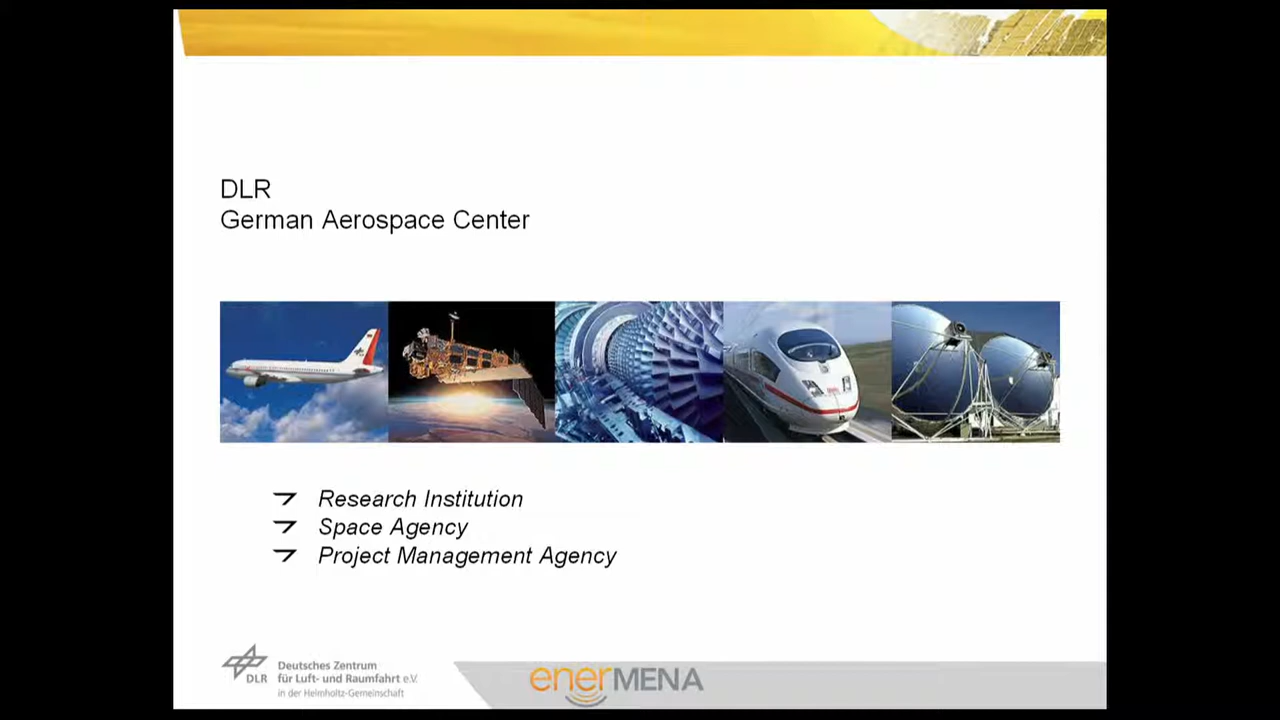 DLR
German Aerospace Center
Research Institution
Space Agency
Project Management Agency
DLR
Deutsches Zentrum
für Luft- und Raumfahrt e.V.
in der Helmholtz-Gemeinschaft
enerMENA